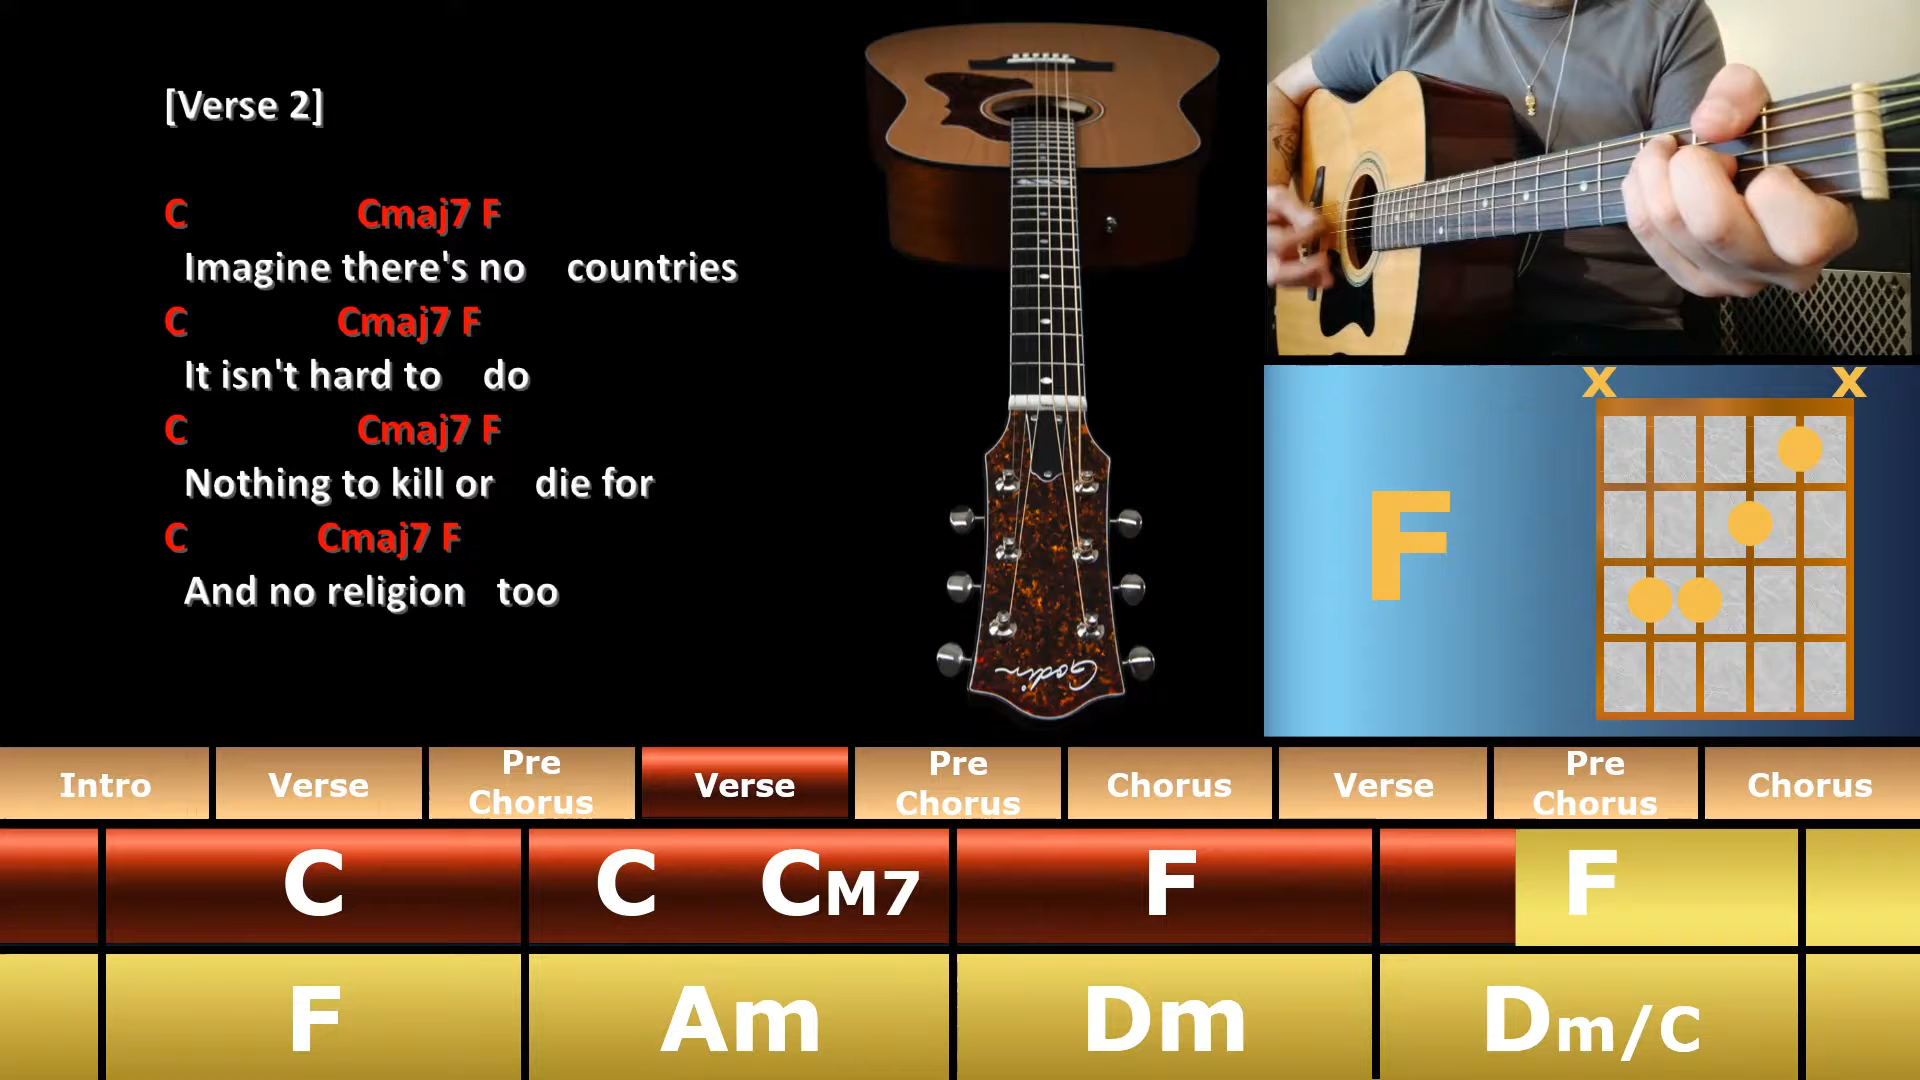 [Verse 2]
C Cmaj7 F
Imagine there's no countries
C Cmaj7 F
It isn't hard to do
C Cmaj7 F
Nothing to kill or die for
C Cmaj7 F
And no religion too
Godin
x x
F
Intro
Verse
Pre
Chorus
Verse
Pre
Chorus
Chorus
Verse
Pre
Chorus
Chorus
C C CM7 F F
F Am Dm Dm/C